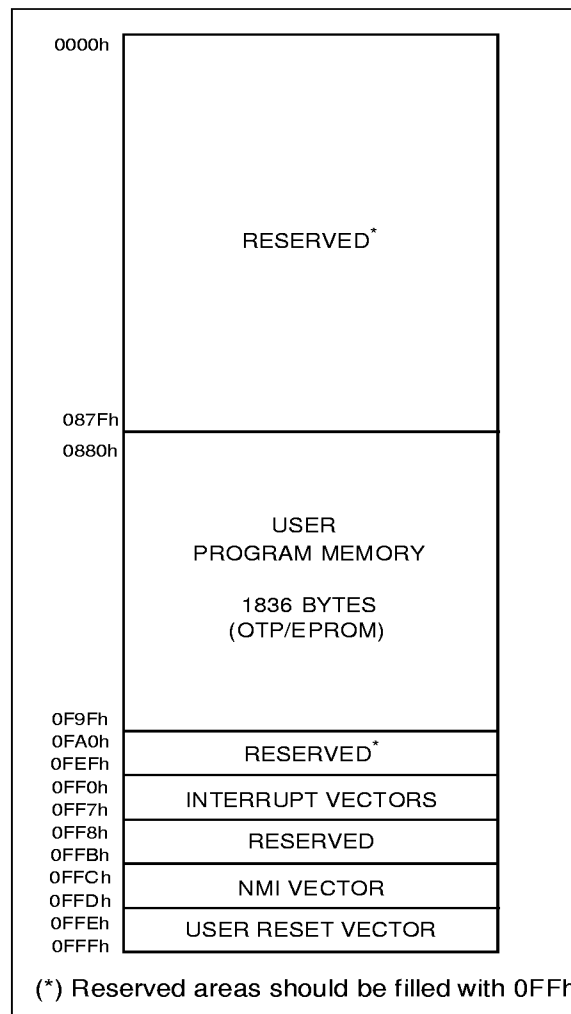 0000h
RESERVED*
087Fh
0880h
USER
PROGRAM MEMORY
1836 BYTES
(OTP/EPROM)
0F9Fh
0FA0h
RESERVED*
0FEFh
0FF0h
INTERRUPT VECTORS
0FF7h
0FF8h
RESERVED
0FFBh
0FFCh
NMI VECTOR
0FFDh
0FFEh
USER RESET VECTOR
0FFFh
(*) Reserved areas should be filled with 0FFh